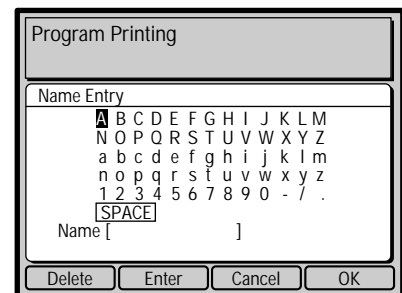 Program Printing
Name Entry
A B C D E F G H I J K L M
N O P Q R S T U V W X Y Z
a b c d e f g h i j k l m
n o p q r s t u v w x y z
1 2 3 4 5 6 7 8 9 0 - / .
SPACE
Name [ ]
Delete Enter Cancel OK